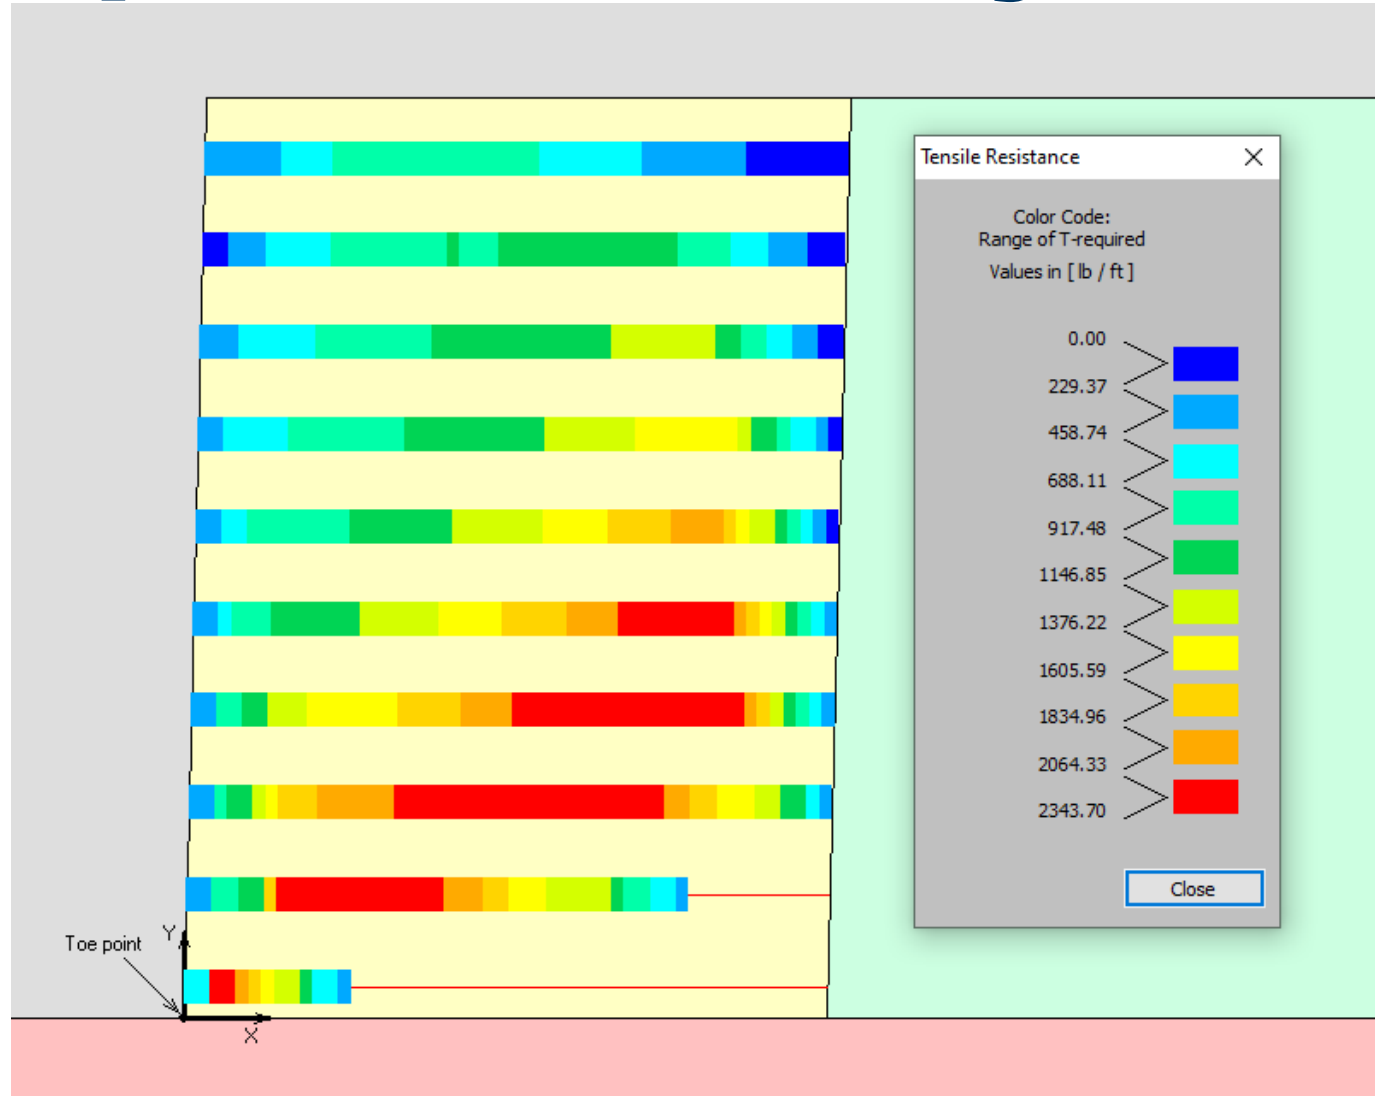 Tensile Resistance
Color Code:
Range of T-required
Values in [ lb / ft ]
0.00
229.37
458.74
688.11
917.48
1146.85
1376.22
1605.59
1834.96
2064.33
2343.70
Close
Toe point
Y
X